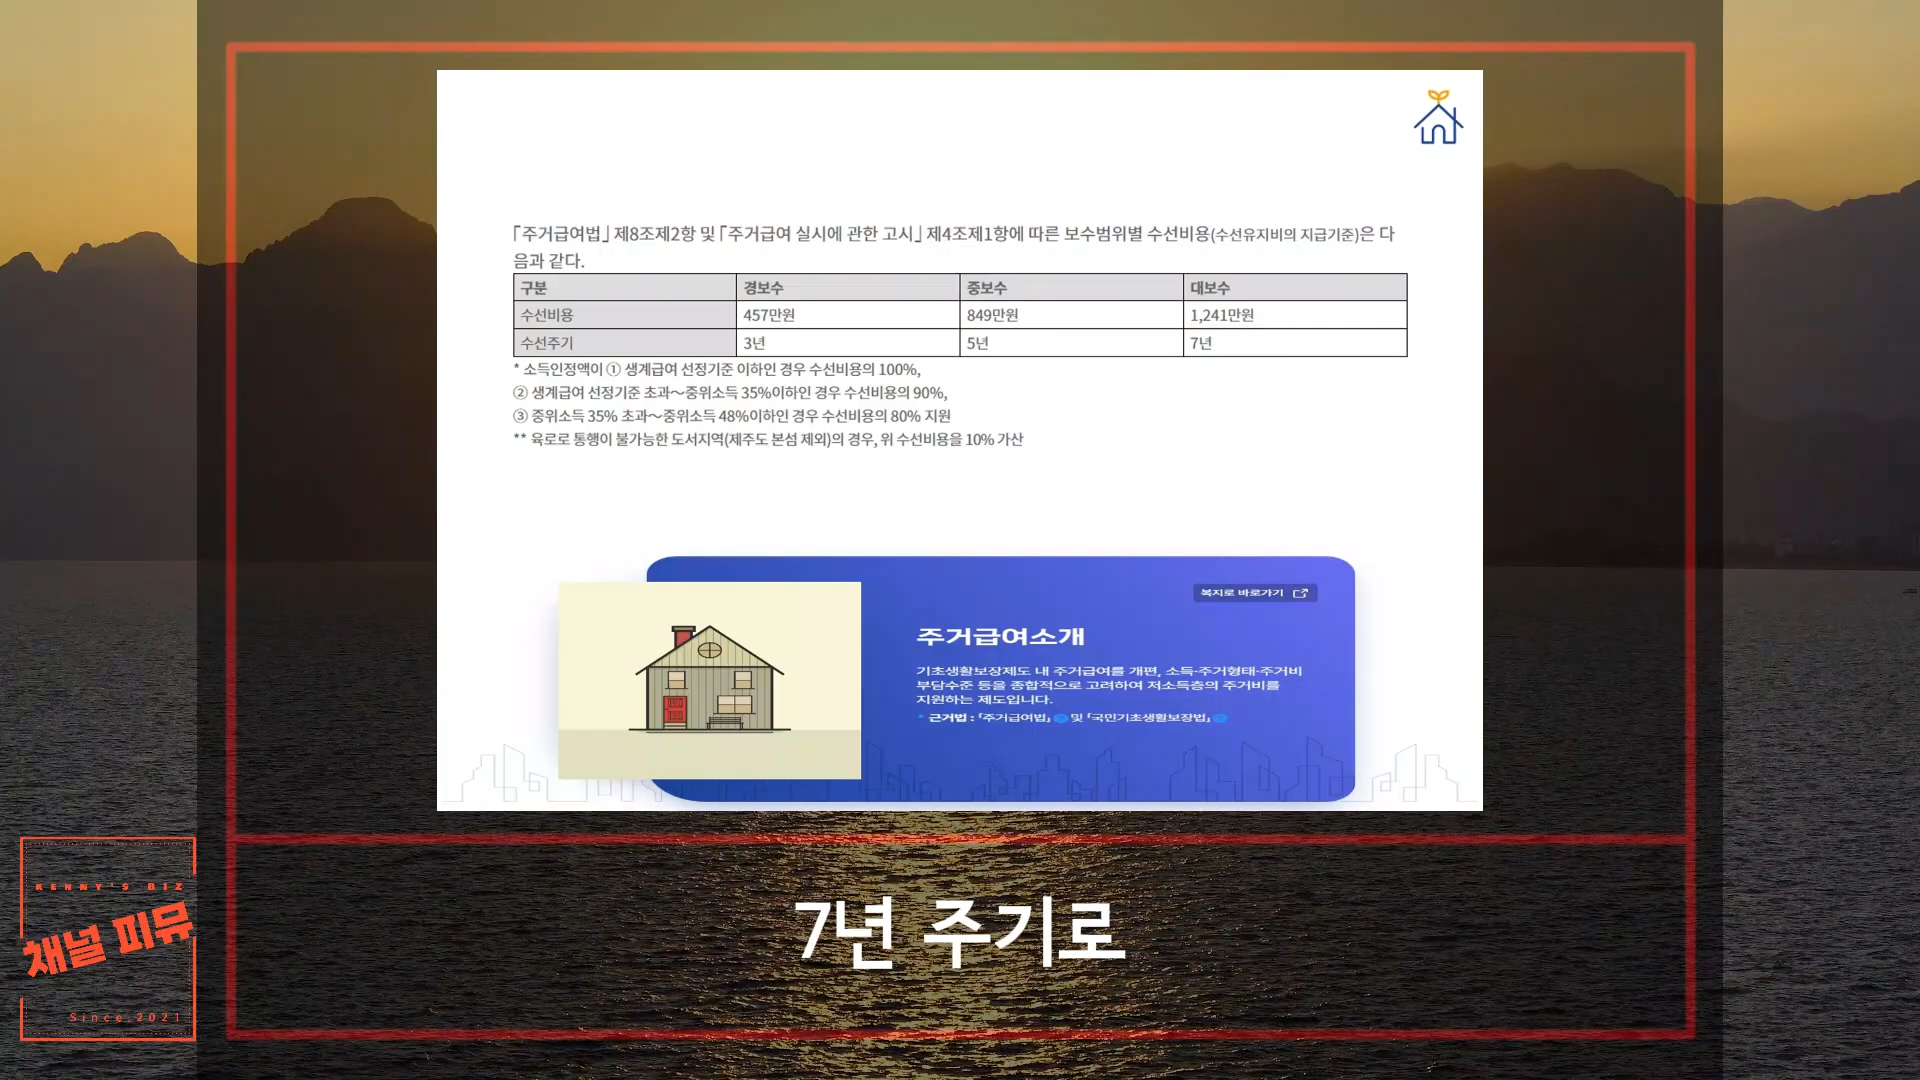 「주거급여법」 제8조제2항 및 「주거급여 실시에 관한 고시」 제4조제1항에 따른 보수범위별 수선비용(수선유지비의 지급기준)은 다
음과 같다.
구분 경보수 중보수 대보수
수선비용 457만원 849만원 1,241만원
수선주기 3년 5년 7년
* 소득인정액이 ① 생계급여 선정기준 이하인 경우 수선비용의 100%,
② 생계급여 선정기준 초과～중위소득 35%이하인 경우 수선비용의 90%,
③ 중위소득 35% 초과～중위소득 48%이하인 경우 수선비용의 80% 지원
** 육로로 통행이 불가능한 도서지역(제주도 본섬 제외)의 경우, 위 수선비용을 10% 가산
복지로 바로가기
주거급여소개
기초생활보장제도 내 주거급여를 개편, 소득·주거형태·주거비
부담수준 등을 종합적으로 고려하여 저소득층의 주거비를
지원하는 제도입니다.
* 근거법 : 「주거급여법」 및 「국민기초생활보장법」
KENNY'S BIZ
채널 피뮤
Since.2021
7년 주기로